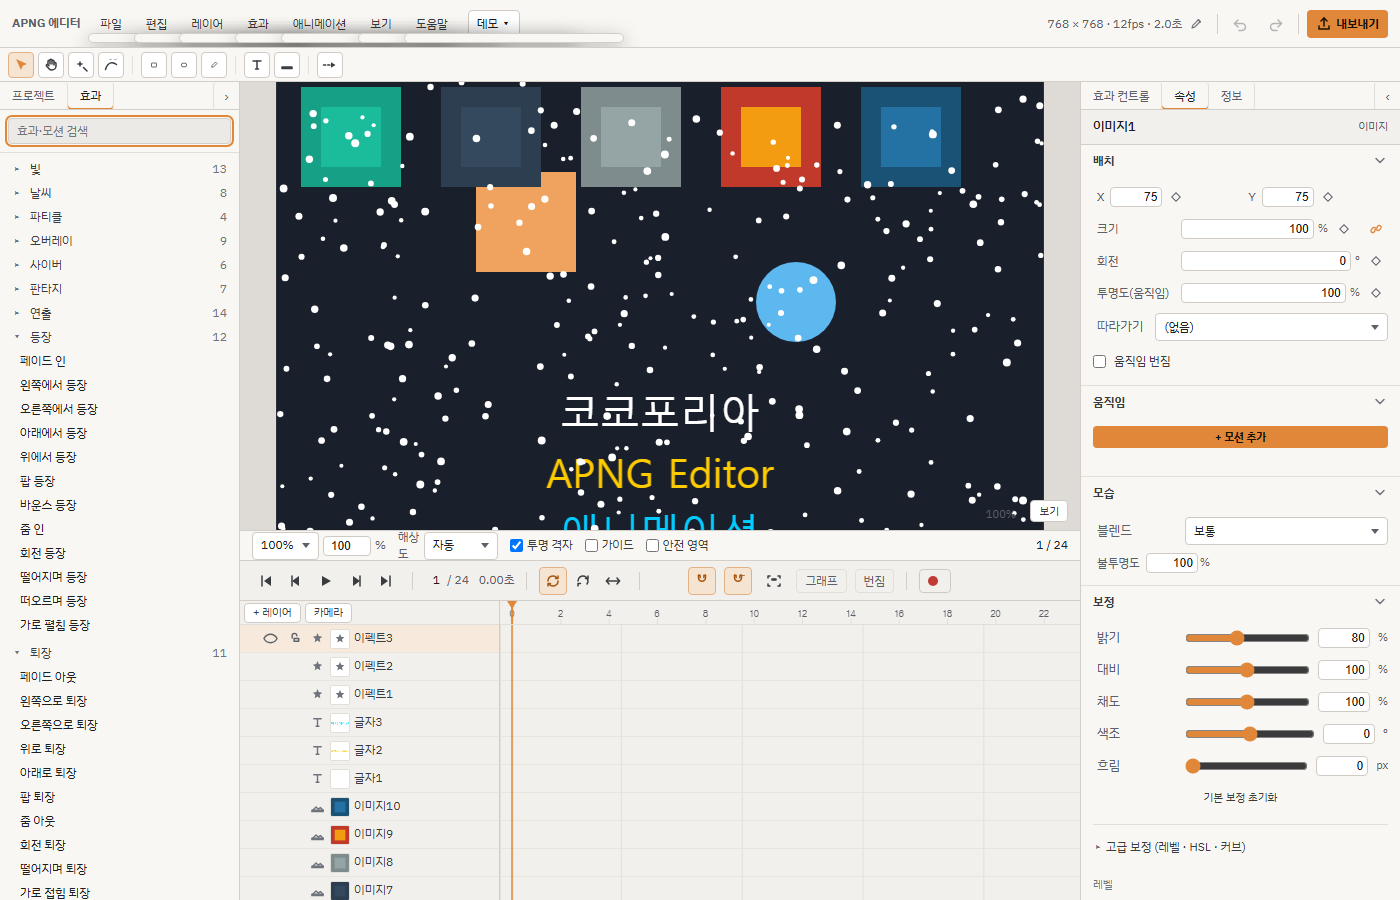 APNG 에디터 파일 편집 레이어 효과 애니메이션 보기 도움말 데모 768 × 768 · 12fps · 2.0초 내보내기
프로젝트 효과
효과·모션 검색
빛 13
날씨 8
파티클 4
오버레이 9
사이버 6
판타지 7
연출 14
등장 12
페이드 인
왼쪽에서 등장
오른쪽에서 등장
아래에서 등장
위에서 등장
팝 등장
바운스 등장
줌 인
회전 등장
떨어지며 등장
떠오르며 등장
가로 펼침 등장
퇴장 11
페이드 아웃
왼쪽으로 퇴장
오른쪽으로 퇴장
위로 퇴장
아래로 퇴장
팝 퇴장
줌 아웃
회전 퇴장
떨어지며 퇴장
가로 접힘 퇴장
코코포리아
APNG Editor
애니메이션
100% 보기
100% 100 % 해상도 자동 투명 격자 가이드 안전 영역 1 / 24
1 / 24 0.00초 그래프 번짐
+ 레이어 카메라 0 2 4 6 8 10 12 14 16 18 20 22
이펙트3
이펙트2
이펙트1
T 글자3
T 글자2
T 글자1
이미지10
이미지9
이미지8
이미지7
효과 컨트롤 속성 정보
이미지1 이미지
배치
X 75 Y 75
크기 100 %
회전 0 °
투명도(움직임) 100 %
따라가기 (없음)
움직임 번짐
움직임
+ 모션 추가
모습
블렌드 보통
불투명도 100 %
보정
밝기 80 %
대비 100 %
채도 100 %
색조 0 °
흐림 0 px
기본 보정 초기화
고급 보정 (레벨 · HSL · 커브)
레벨